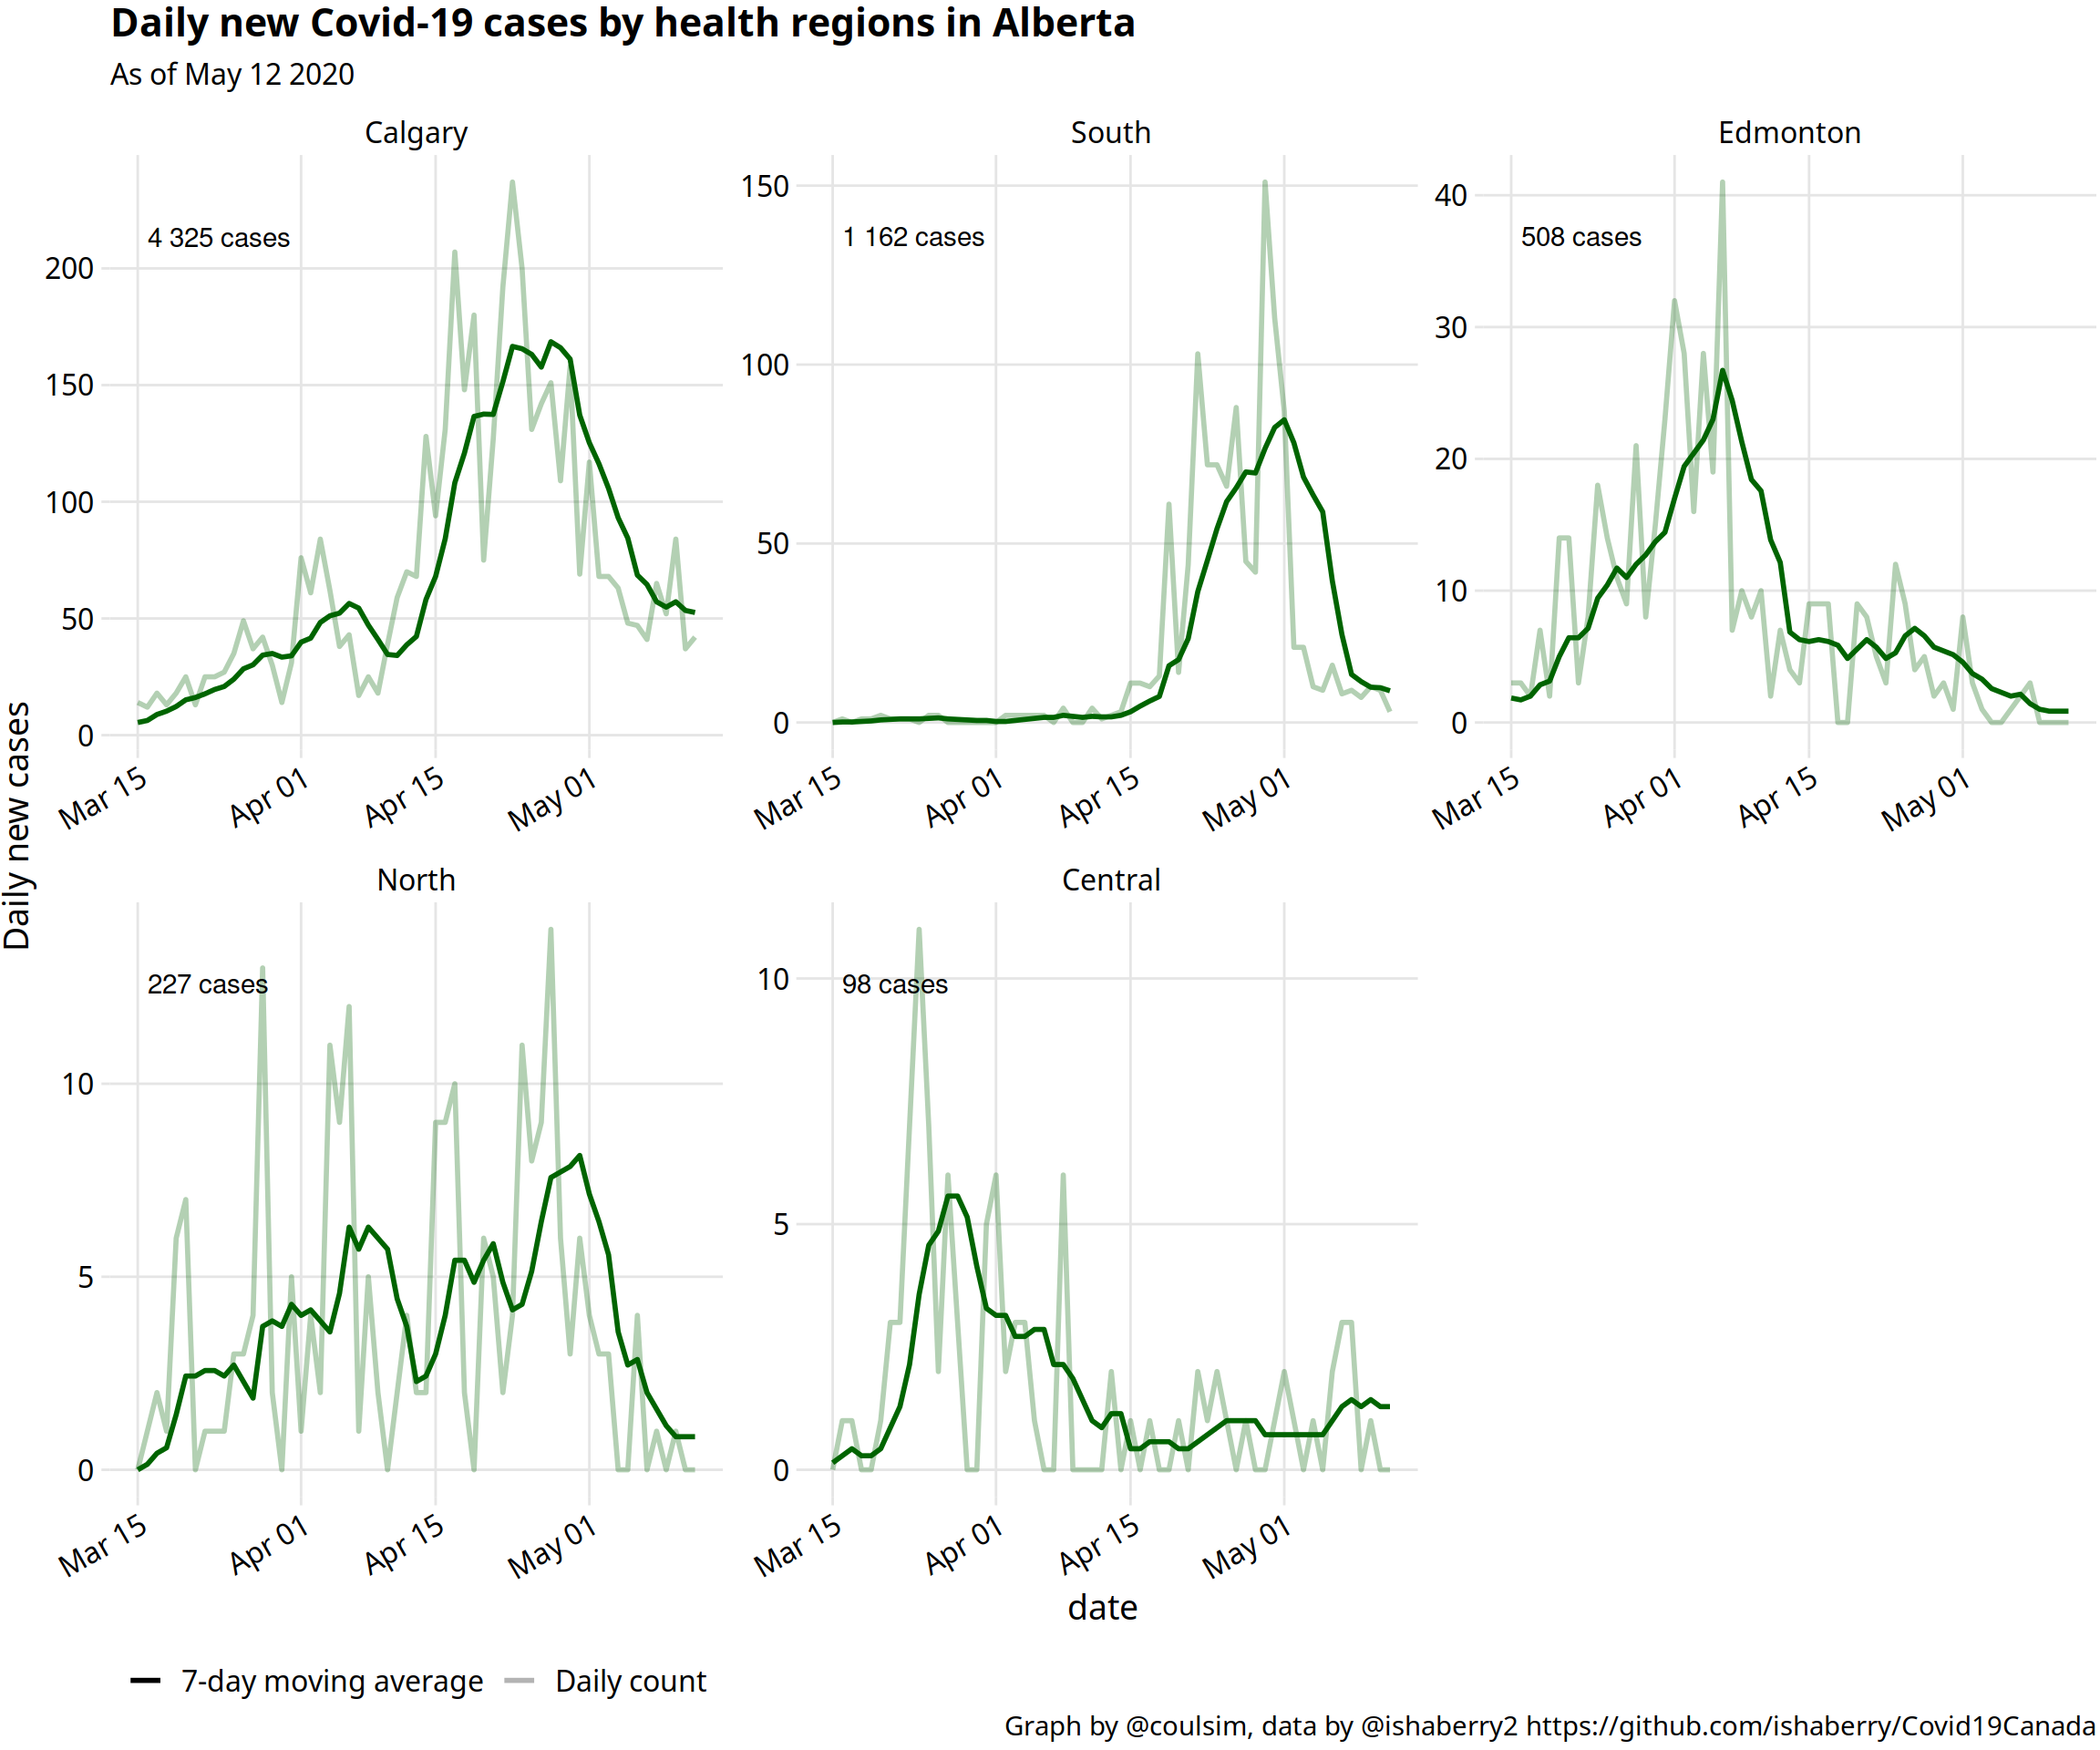 Daily new Covid-19 cases by health regions in Alberta
As of May 12 2020
Calgary
4 325 cases
200
150
100
50
0
Mar 15
Apr 01
Apr 15
May 01
South
1 162 cases
150
100
50
0
Mar 15
Apr 01
Apr 15
May 01
Edmonton
508 cases
40
30
20
10
0
Mar 15
Apr 01
Apr 15
May 01
Daily new cases
North
227 cases
10
5
0
Mar 15
Apr 01
Apr 15
May 01
Central
98 cases
10
5
0
Mar 15
Apr 01
Apr 15
May 01
date
7-day moving average
Daily count
Graph by @coulsim, data by @ishaberry2 https://github.com/ishaberry/Covid19Canada